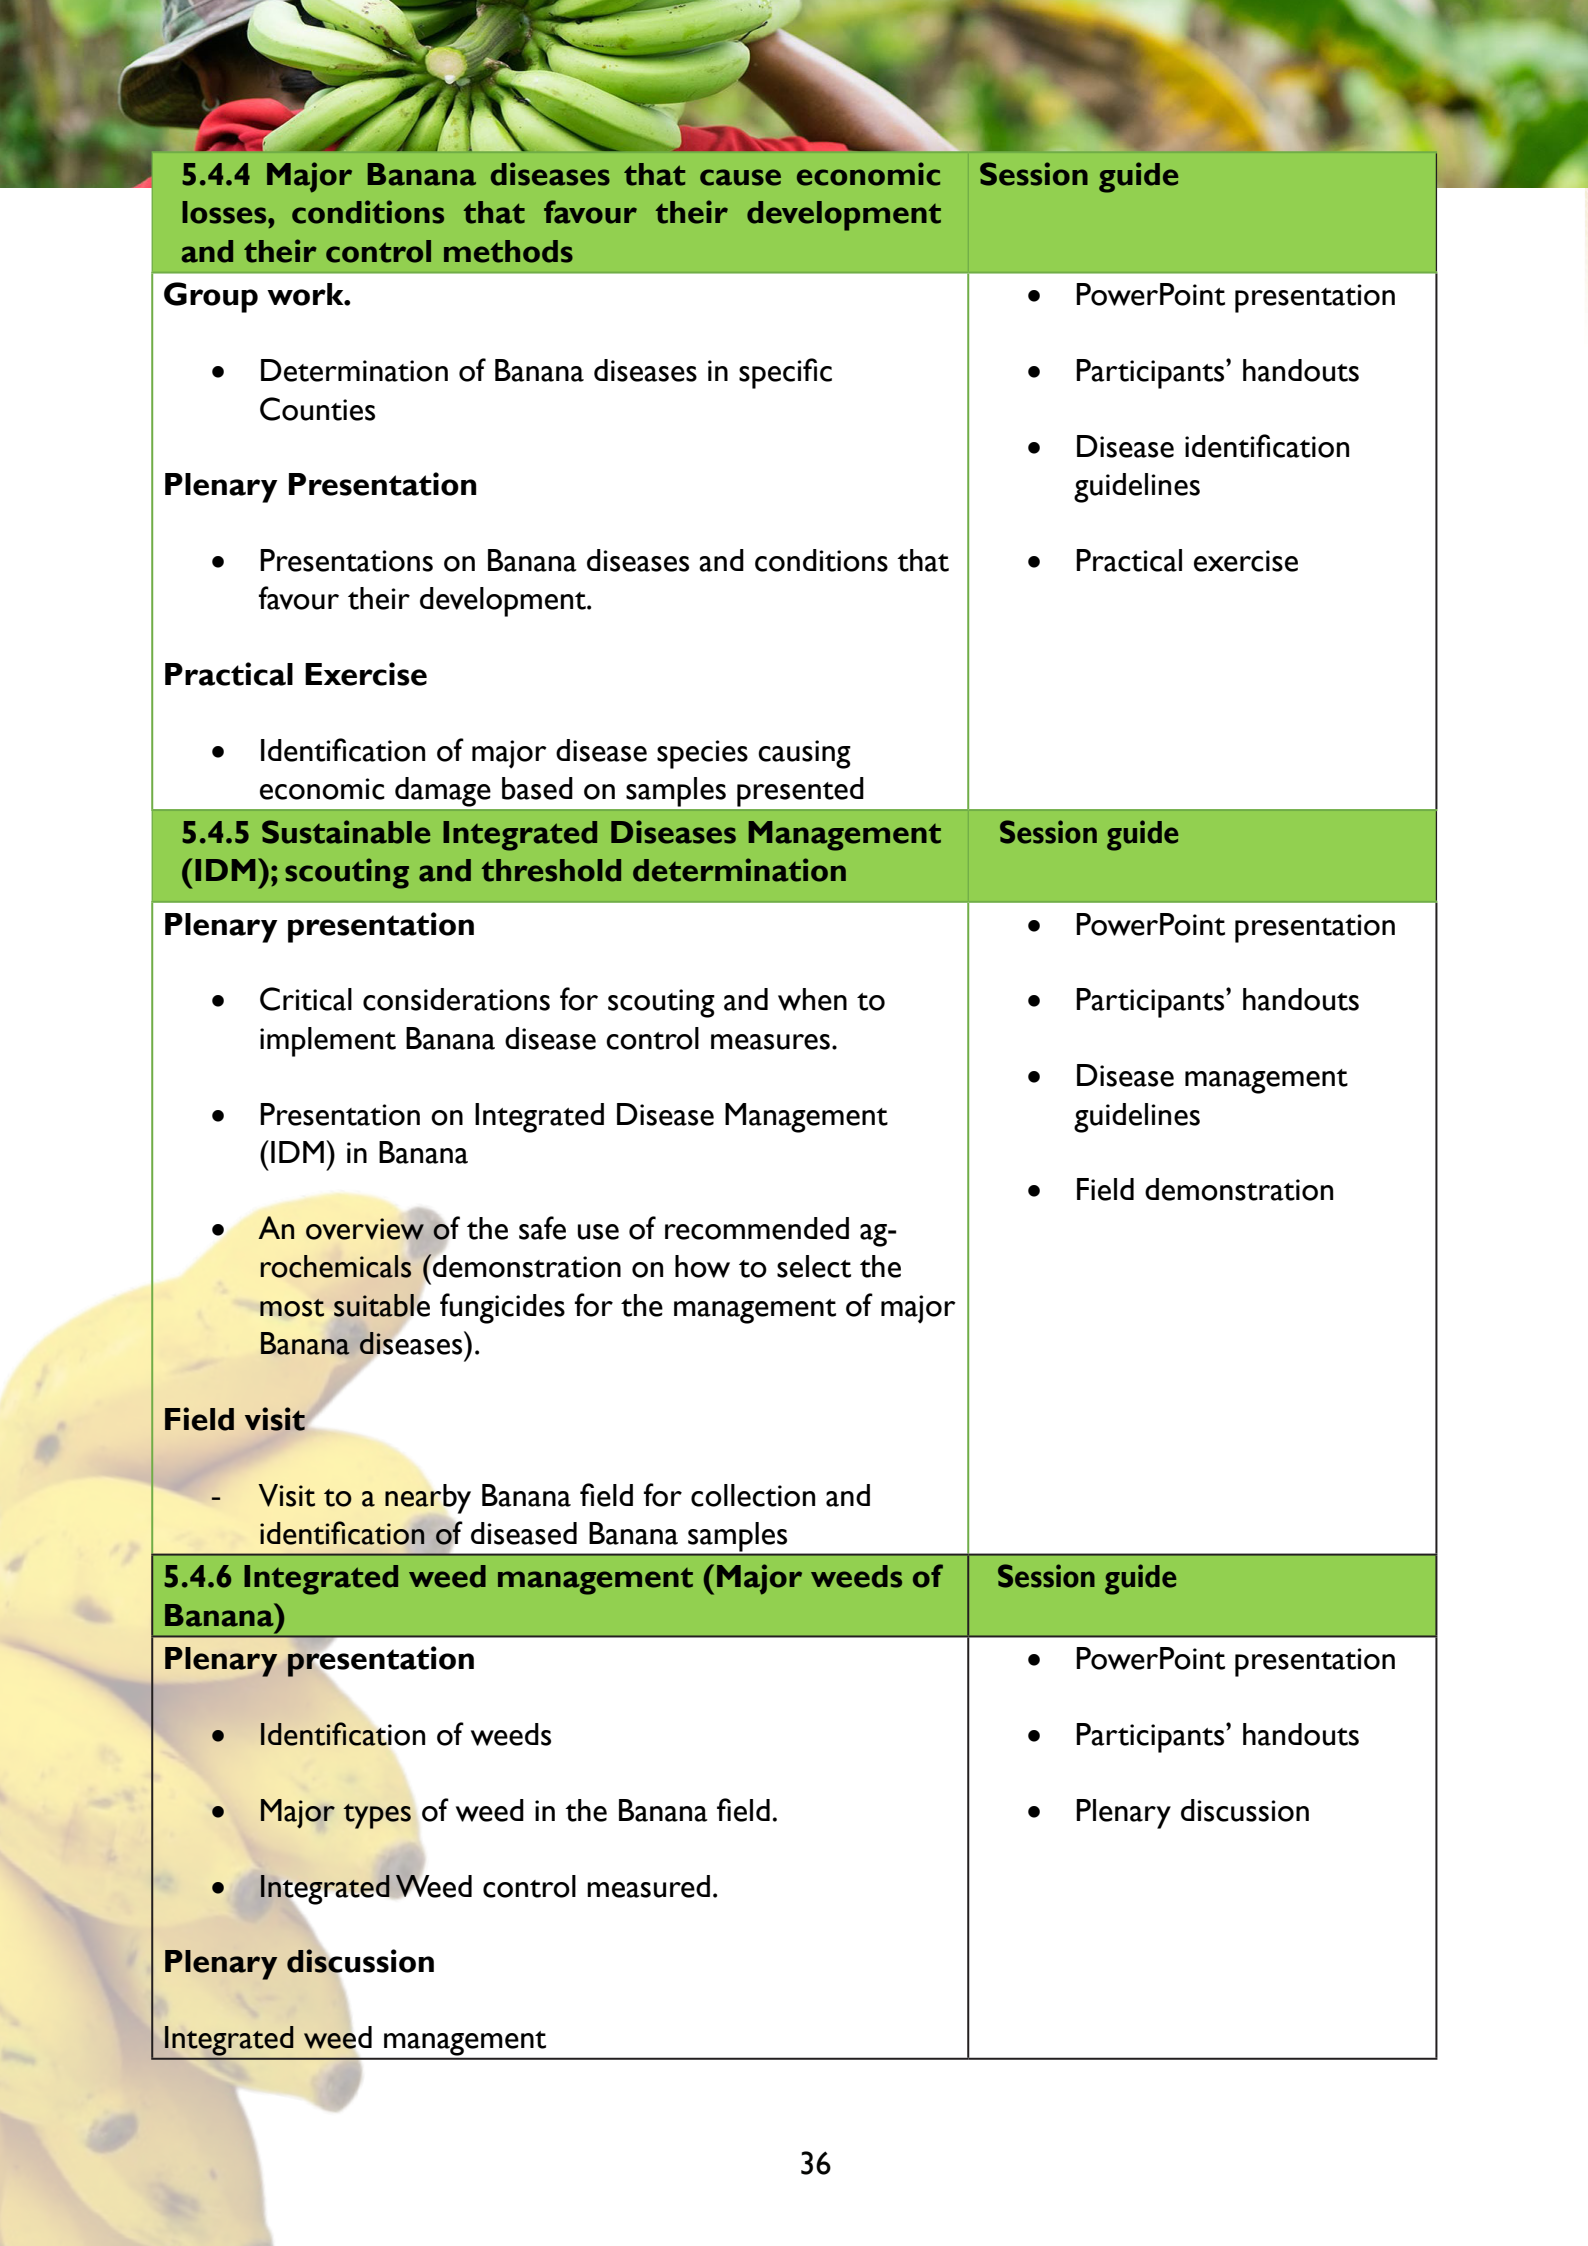 5.4.4 Major Banana diseases that cause economic
losses, conditions that favour their development
and their control methods
Session guide
Group work.
• Determination of Banana diseases in specific
Counties
Plenary Presentation
• Presentations on Banana diseases and conditions that
favour their development.
Practical Exercise
• Identification of major disease species causing
economic damage based on samples presented
• PowerPoint presentation
• Participants’ handouts
• Disease identification
guidelines
• Practical exercise
5.4.5 Sustainable Integrated Diseases Management
(IDM); scouting and threshold determination
Session guide
Plenary presentation
• Critical considerations for scouting and when to
implement Banana disease control measures.
• Presentation on Integrated Disease Management
(IDM) in Banana
• An overview of the safe use of recommended ag-
rochemicals (demonstration on how to select the
most suitable fungicides for the management of major
Banana diseases).
Field visit
- Visit to a nearby Banana field for collection and
identification of diseased Banana samples
• PowerPoint presentation
• Participants’ handouts
• Disease management
guidelines
• Field demonstration
5.4.6 Integrated weed management (Major weeds of
Banana)
Session guide
Plenary presentation
• Identification of weeds
• Major types of weed in the Banana field.
• Integrated Weed control measured.
Plenary discussion
Integrated weed management
• PowerPoint presentation
• Participants’ handouts
• Plenary discussion
36